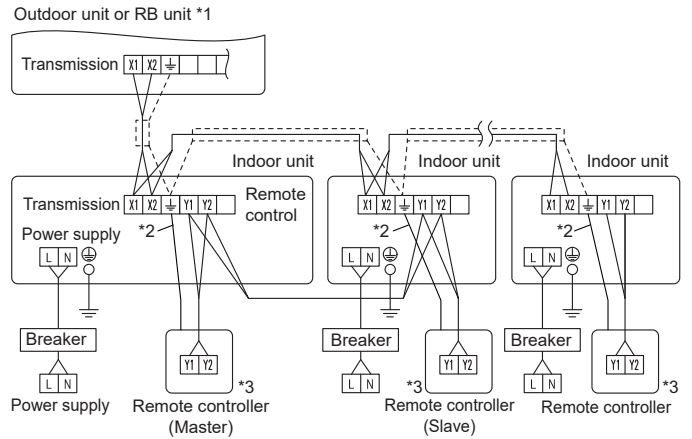 Outdoor unit or RB unit *1
Transmission X1 X2
Indoor unit Indoor unit Indoor unit
Transmission X1 X2 Y1 Y2 Remote control X1 X2 Y1 Y2 X1 X2 Y1 Y2
*2 *2 *2
Power supply
L N L N L N
Breaker Breaker Breaker
Y1 Y2 Y1 Y2 Y1 Y2
L N *3 L N *3 L N *3
Power supply Remote controller Remote controller Remote controller
(Master) (Slave)